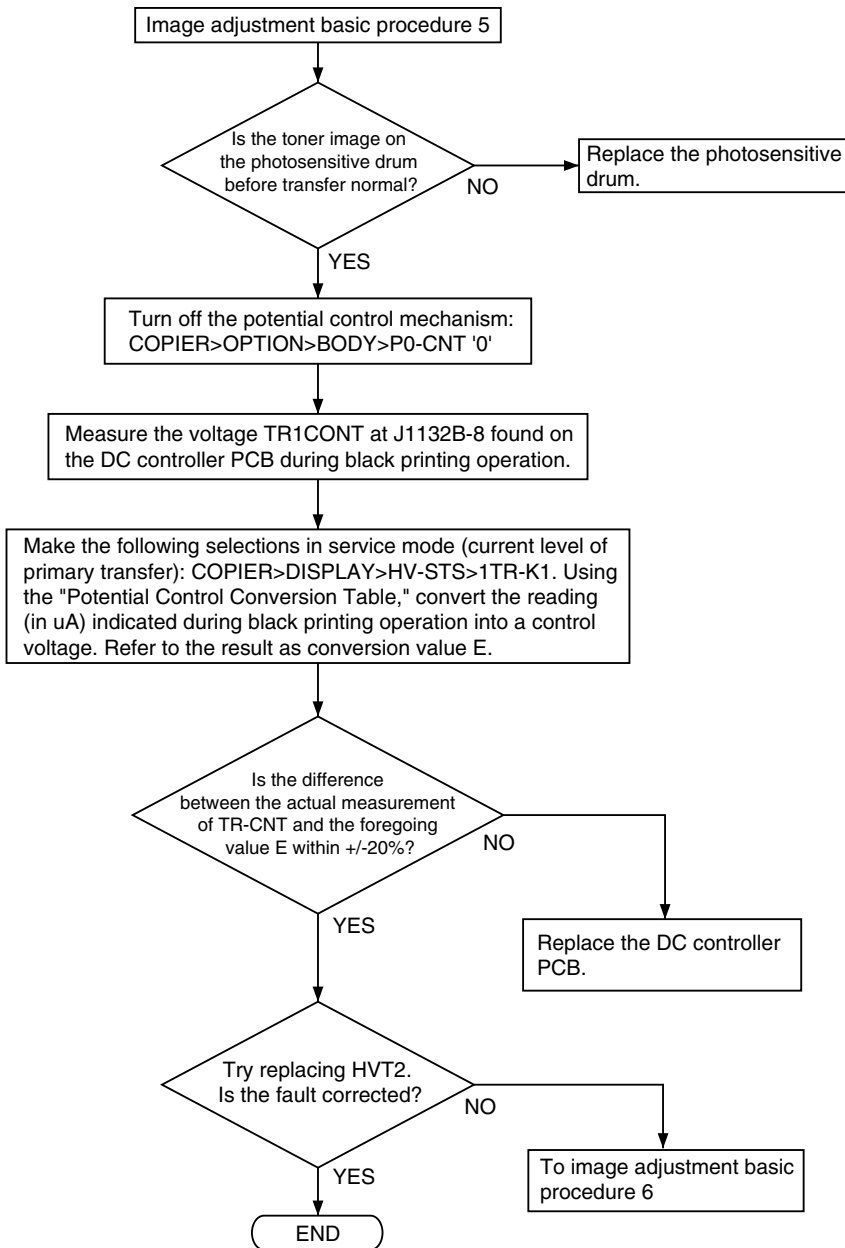 Image adjustment basic procedure 5
Is the toner image on
the photosensitive drum
before transfer normal?
NO
Replace the photosensitive
drum.
YES
Turn off the potential control mechanism:
COPIER>OPTION>BODY>P0-CNT '0'
Measure the voltage TR1CONT at J1132B-8 found on
the DC controller PCB during black printing operation.
Make the following selections in service mode (current level of
primary transfer): COPIER>DISPLAY>HV-STS>1TR-K1. Using
the "Potential Control Conversion Table," convert the reading
(in uA) indicated during black printing operation into a control
voltage. Refer to the result as conversion value E.
Is the difference
between the actual measurement
of TR-CNT and the foregoing
value E within +/-20%?
NO
YES
Replace the DC controller
PCB.
Try replacing HVT2.
Is the fault corrected?
NO
YES
To image adjustment basic
procedure 6
END